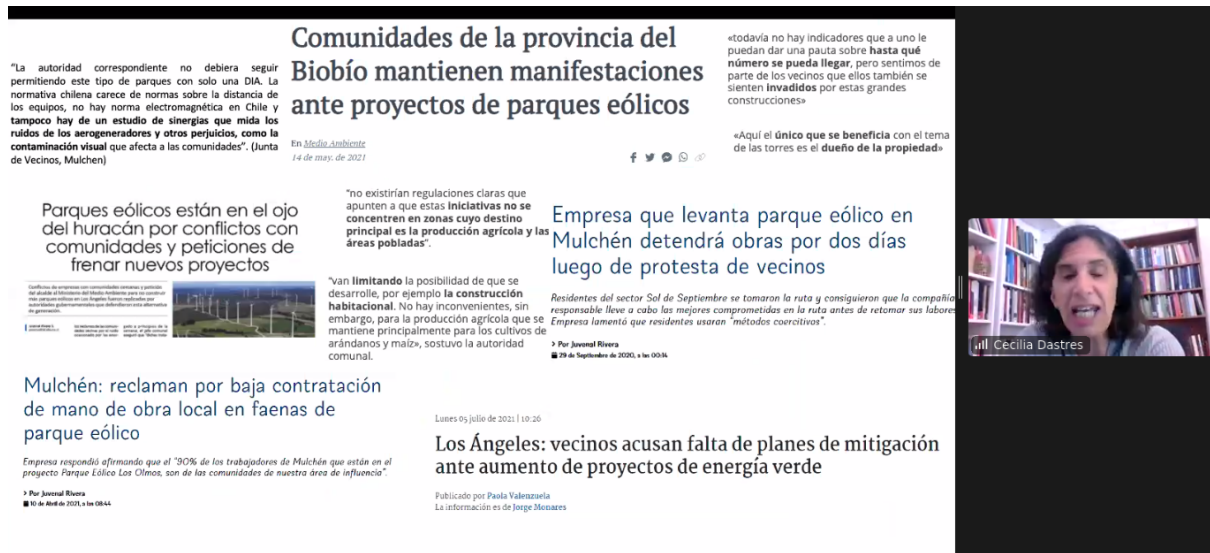 "La autoridad correspondiente no debiera seguir
permitiendo este tipo de parques con solo una DIA. La
normativa chilena carece de normas sobre la distancia de
los equipos, no hay norma electromagnética en Chile y
tampoco hay de un estudio de sinergias que mida los
ruidos de los aerogeneradores y otros perjuicios, como la
contaminación visual que afecta a las comunidades". (Junta
de Vecinos, Mulchen)
Comunidades de la provincia del
Biobío mantienen manifestaciones
ante proyectos de parques eólicos
En Medio Ambiente
14 de may. de 2021
«todavía no hay indicadores que a uno le
puedan dar una pauta sobre hasta qué
número se pueda llegar, pero sentimos de
parte de los vecinos que ellos también se
sienten invadidos por estas grandes
construcciones»
«Aquí el único que se beneficia con el tema
de las torres es el dueño de la propiedad»
Parques eólicos están en el ojo
del huracán por conflictos con
comunidades y peticiones de
frenar nuevos proyectos
"no existirían regulaciones claras que
apunten a que estas iniciativas no se
concentren en zonas cuyo destino
principal es la producción agrícola y las
áreas pobladas".
"van limitando la posibilidad de que se
desarrolle, por ejemplo la construcción
habitacional. No hay inconvenientes, sin
embargo, para la producción agrícola que se
mantiene principalmente para los cultivos de
arándanos y maíz», sostuvo la autoridad
comunal.
Empresa que levanta parque eólico en
Mulchén detendrá obras por dos días
luego de protesta de vecinos
Residentes del sector Sol de Septiembre se tomaron la ruta y consiguieron que la compañía
responsable lleve a cabo las mejores comprometidas en la ruta antes de retomar sus labores
Empresa lamentó que residentes usaran "métodos coercitivos".
> Por Juvenal Rivera
29 de Septiembre de 2020, a las 00:14
Mulchén: reclaman por baja contratación
de mano de obra local en faenas de
parque eólico
Empresa respondió afirmando que el "90% de los trabajadores de Mulchén que están en el
proyecto Parque Eólico Los Olmos, son de las comunidades de nuestra área de influencia".
> Por Juvenal Rivera
10 de Abril de 2021, a las 08:44
Lunes 05 julio de 2021 | 10:26
Los Ángeles: vecinos acusan falta de planes de mitigación
ante aumento de proyectos de energía verde
Publicado por Paola Valenzuela
La información es de Jorge Monares
Cecilia Dastres